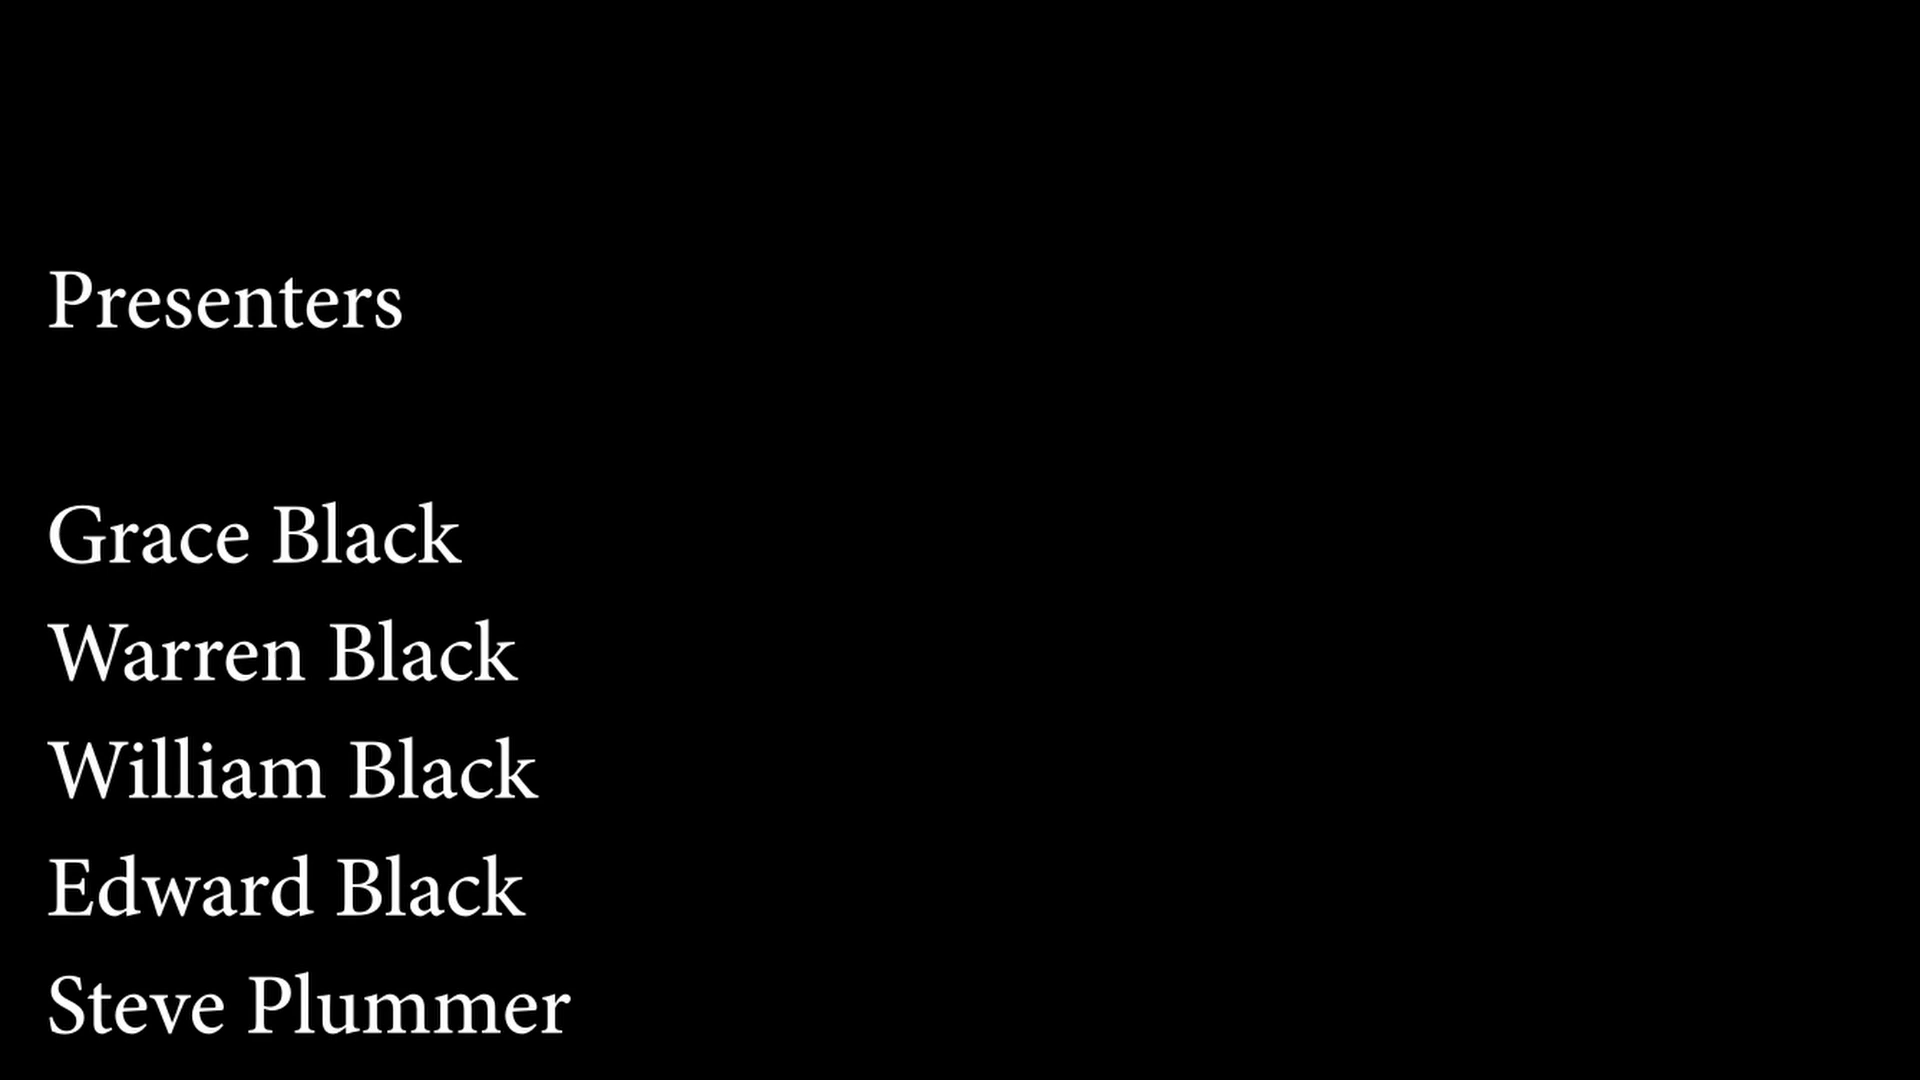 Presenters
Grace Black
Warren Black
William Black
Edward Black
Steve Plummer